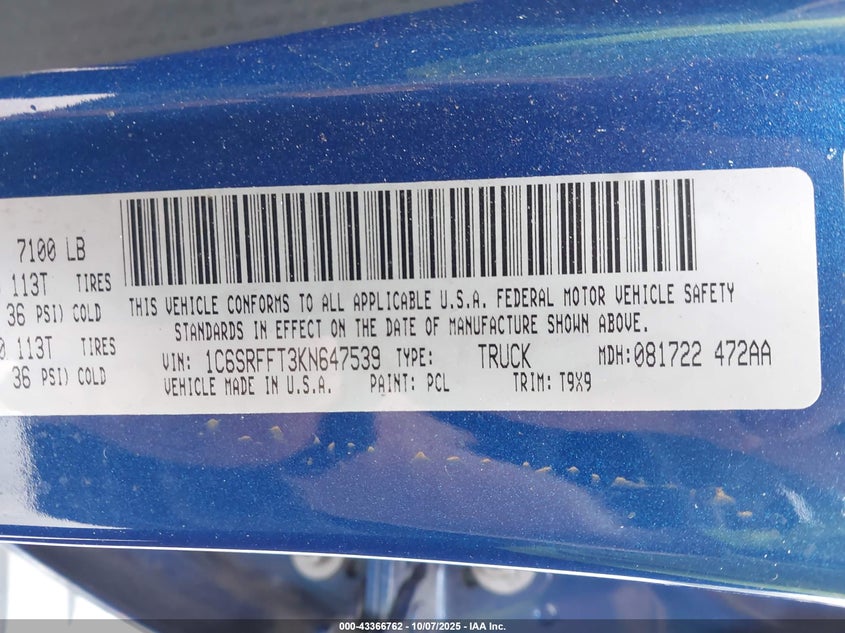 7100 LB
113T TIRES
36 PSI) COLD
0 113T TIRES
36 PSI) COLD
THIS VEHICLE CONFORMS TO ALL APPLICABLE U.S.A. FEDERAL MOTOR VEHICLE SAFETY
STANDARDS IN EFFECT ON THE DATE OF MANUFACTURE SHOWN ABOVE.
VIN: 1C6SRFFT3KN647539 TYPE: TRUCK MDH:081722 472AA
VEHICLE MADE IN U.S.A. PAINT: PCL TRIM: T9X9
000-43366762 - 10/07/2025 - IAA Inc.